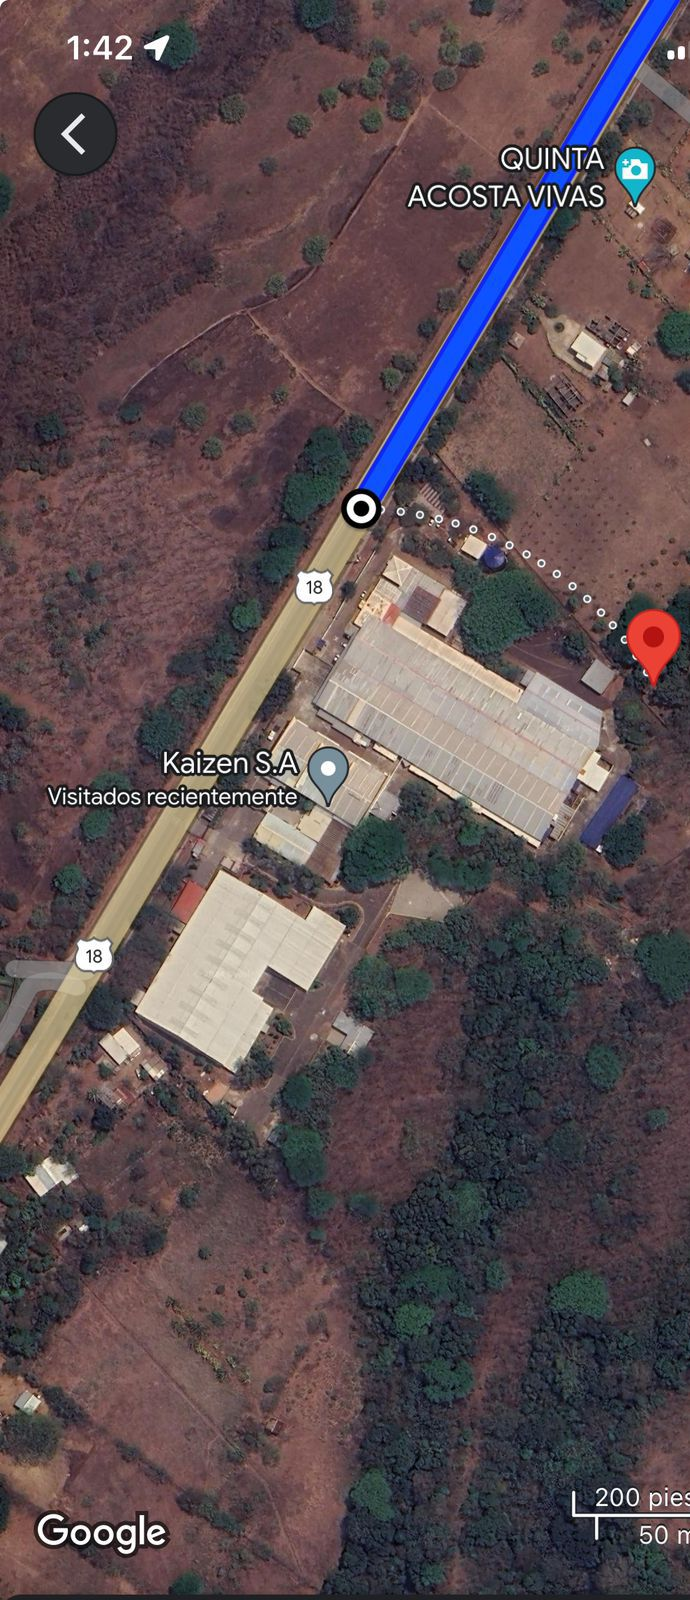 1:42
QUINTA
ACOSTA VIVAS
18
Kaizen S.A
Visitados recientemente
18
200 pies
50 m
Google